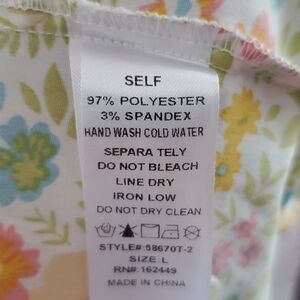 SELF
97% POLYESTER
3% SPANDEX
HAND WASH COLD WATER
SEPARA TELY
DO NOT BLEACH
LINE DRY
IRON LOW
DO NOT DRY CLEAN
STYLE#:58670T-2
SIZE:L
RN#:162449
MADE IN CHINA